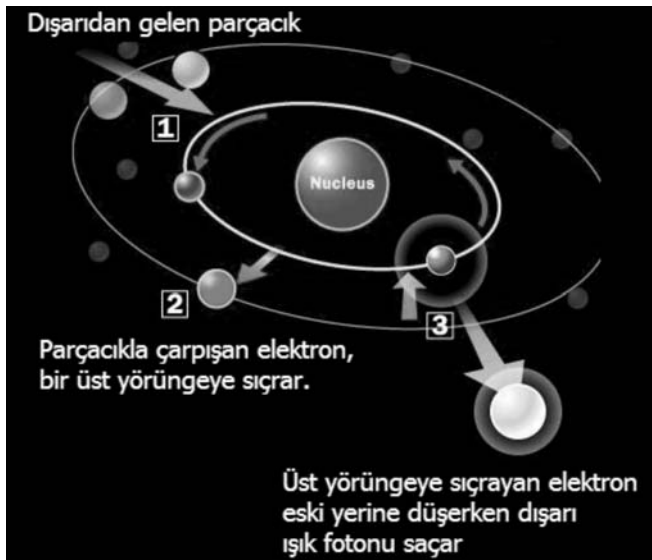 Dışarıdan gelen parçacık
1
Nucleus
2
3
Parçacıkla çarpışan elektron,
bir üst yörüngeye sıçrar.
Üst yörüngeye sıçrayan elektron
eski yerine düşerken dışarı
ışık fotonu saçar